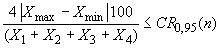 4|X_max − X_min|100
(X_1 + X_2 + X_3 + X_4)
≤ CR_0,95(n)